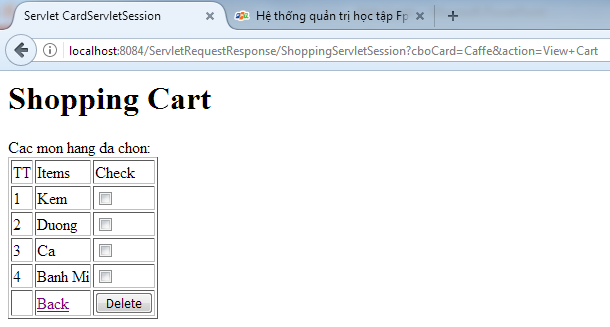 Servlet CardServletSession
Hệ thống quản trị học tập Fp
localhost:8084/ServletRequestResponse/ShoppingServletSession?cboCard=Caffe&action=View+Cart
Shopping Cart
Cac mon hang da chon:
TT Items Check
1 Kem
2 Duong
3 Ca
4 Banh Mi
Back Delete